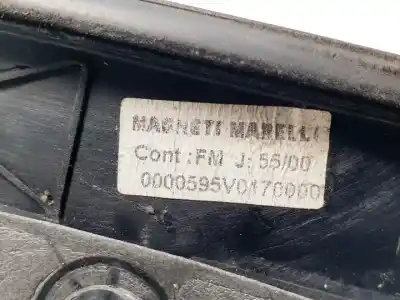 MAGNETI MARELLI
Cont :FM J: 55/00
0000595V0170000